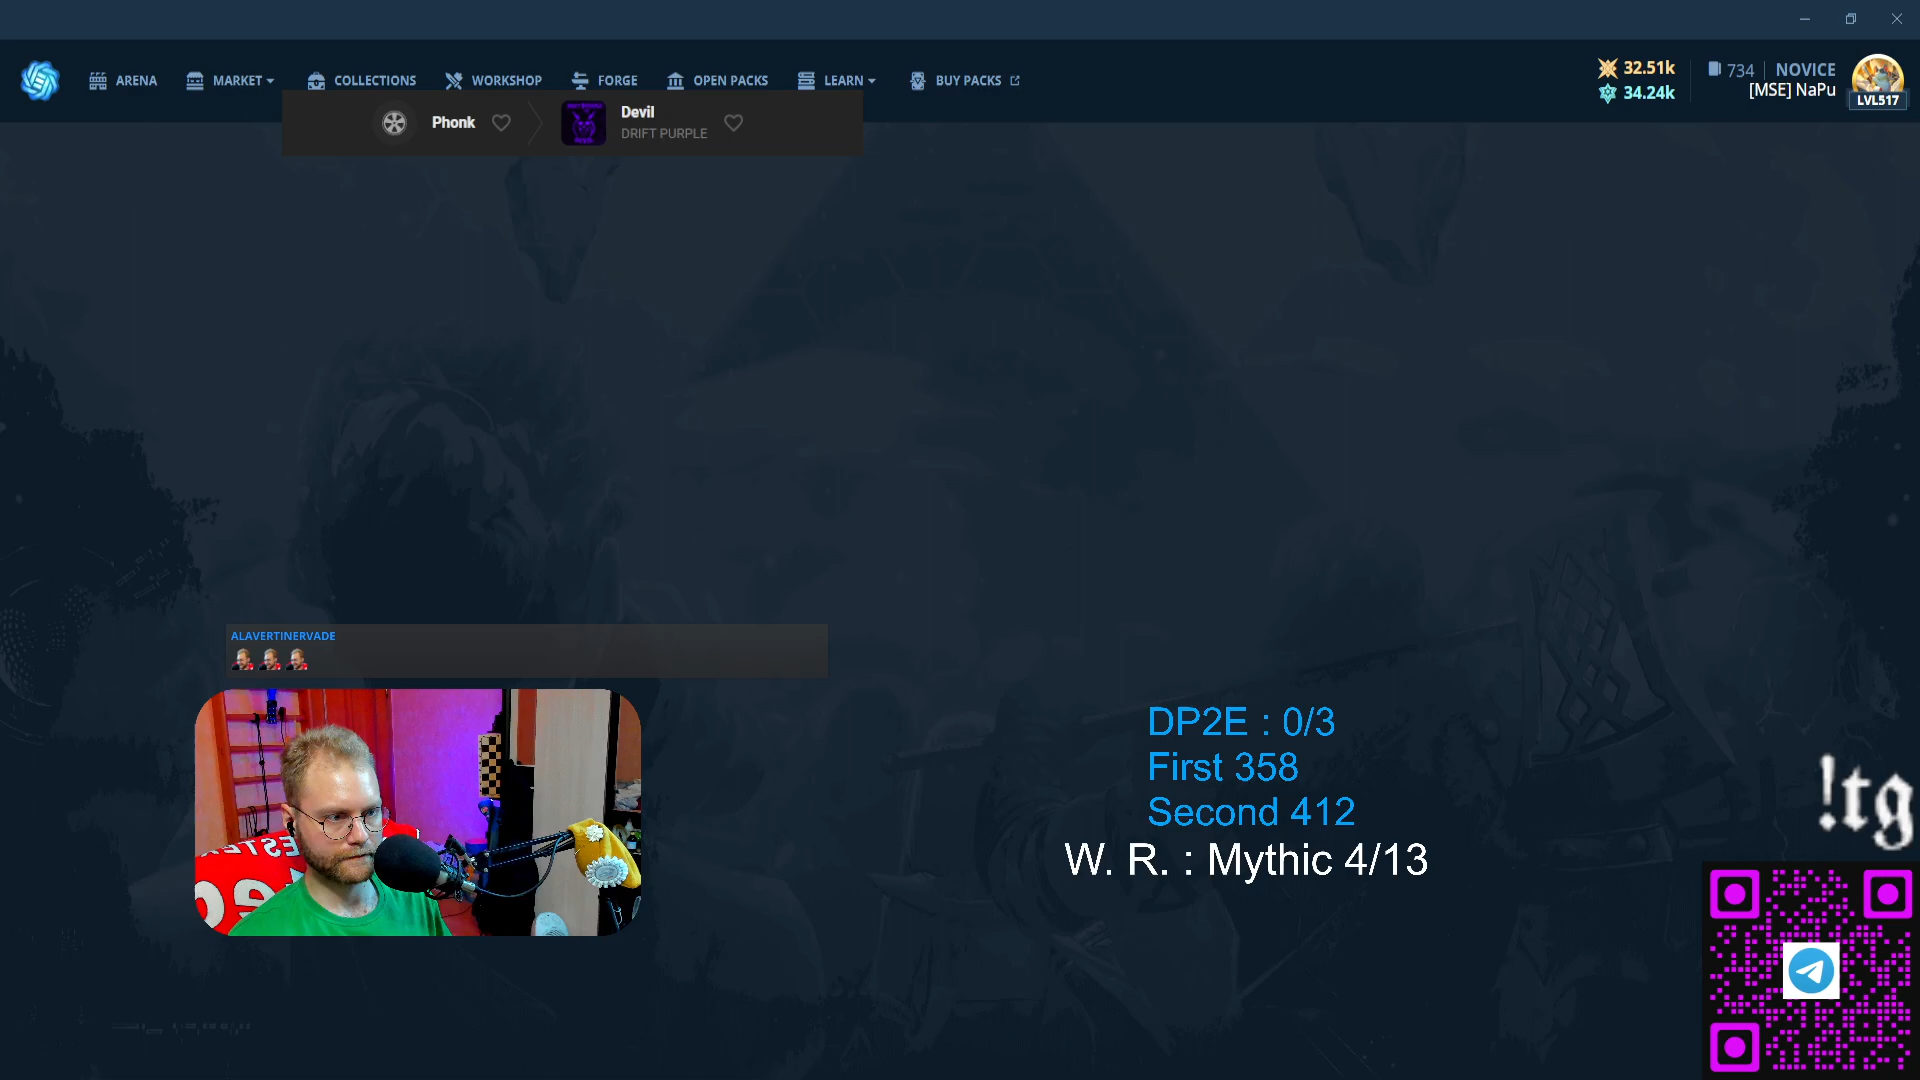 ARENA
MARKET
COLLECTIONS
WORKSHOP
FORGE
OPEN PACKS
LEARN
BUY PACKS
32.51k
34.24k
734
NOVICE
[MSE] NaPu
LVL517
Phonk
Devil
DRIFT PURPLE
ALAVERTINERVADE
DP2E : 0/3
First 358
Second 412
W. R. : Mythic 4/13
!tg